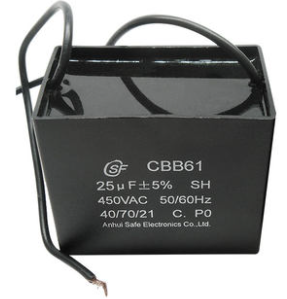 SF CBB61
25μF±5% SH
450VAC 50/60Hz
40/70/21 C. P0
Anhui Safe Electronics Co.,Ltd.